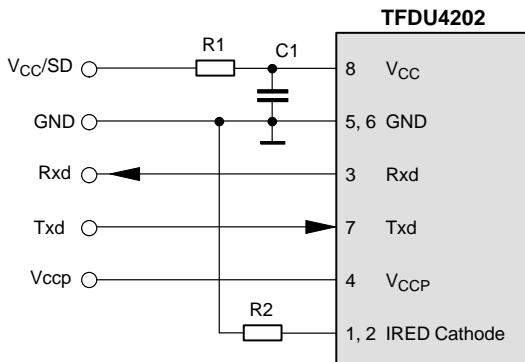 TFDU4202
R1
C1
VCC/SD
8 VCC
GND
5, 6 GND
Rxd
3 Rxd
Txd
7 Txd
Vccp
4 VCCP
R2
1, 2 IRED Cathode